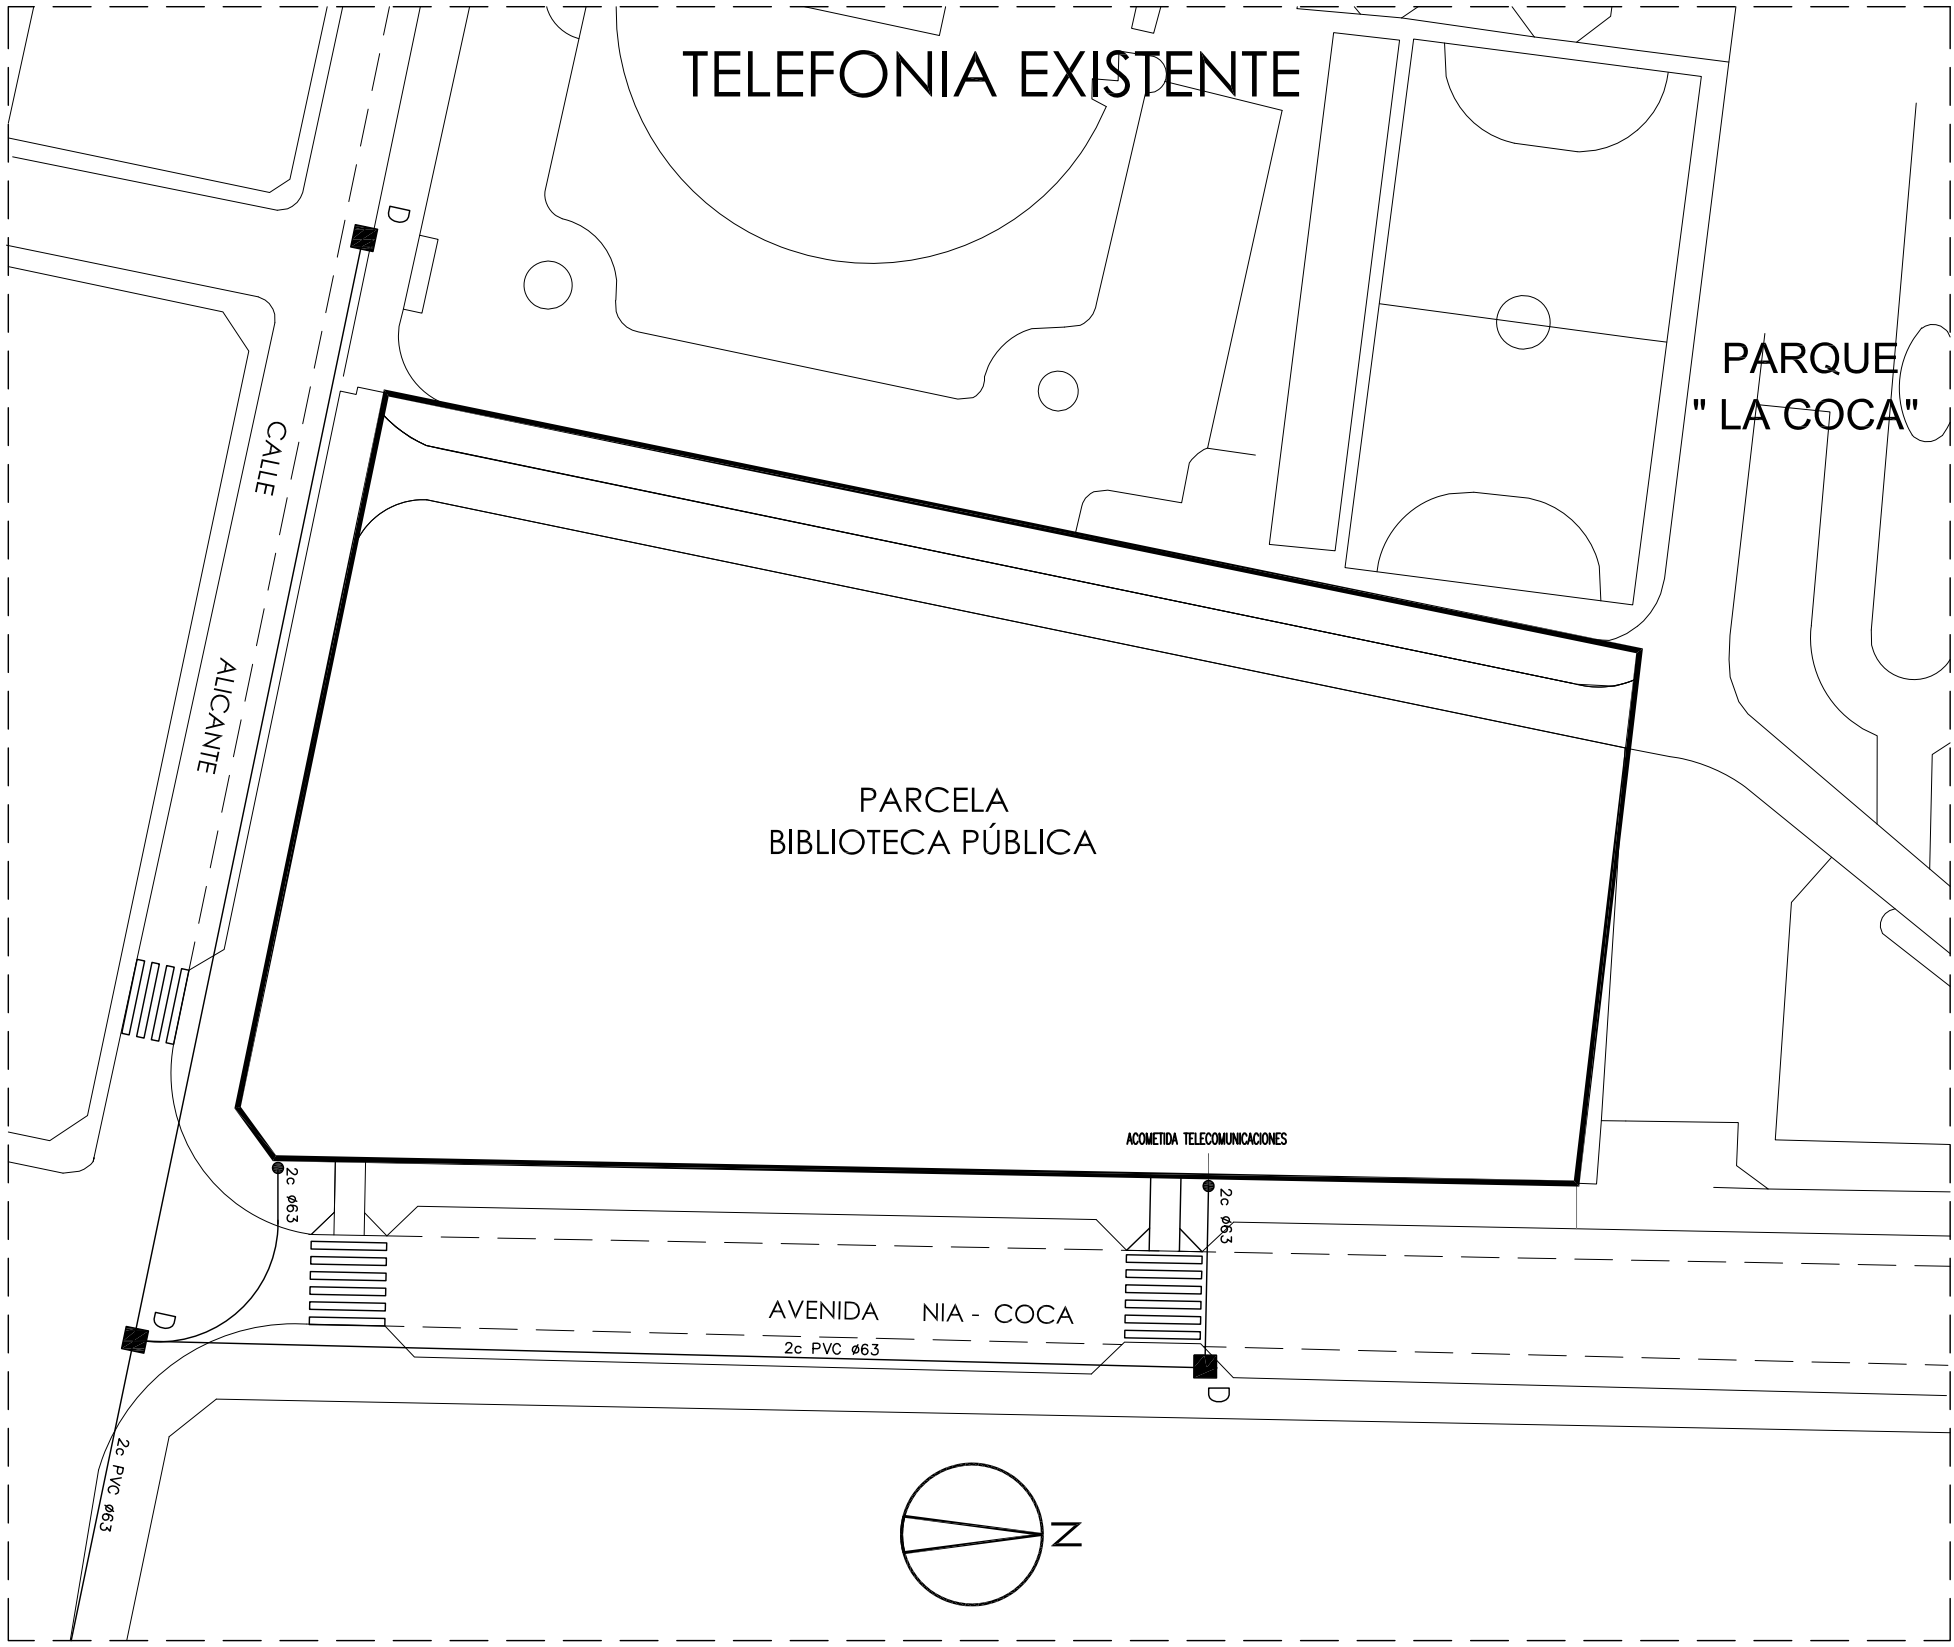 TELEFONIA EXISTENTE
D
PARQUE
" LA COCA"
CALLE
ALICANTE
PARCELA
BIBLIOTECA PÚBLICA
ACOMETIDA TELECOMUNICACIONES
2c ø63
2c ø63
D
AVENIDA NIA - COCA
2c PVC ø63
D
2c PVC ø63
N